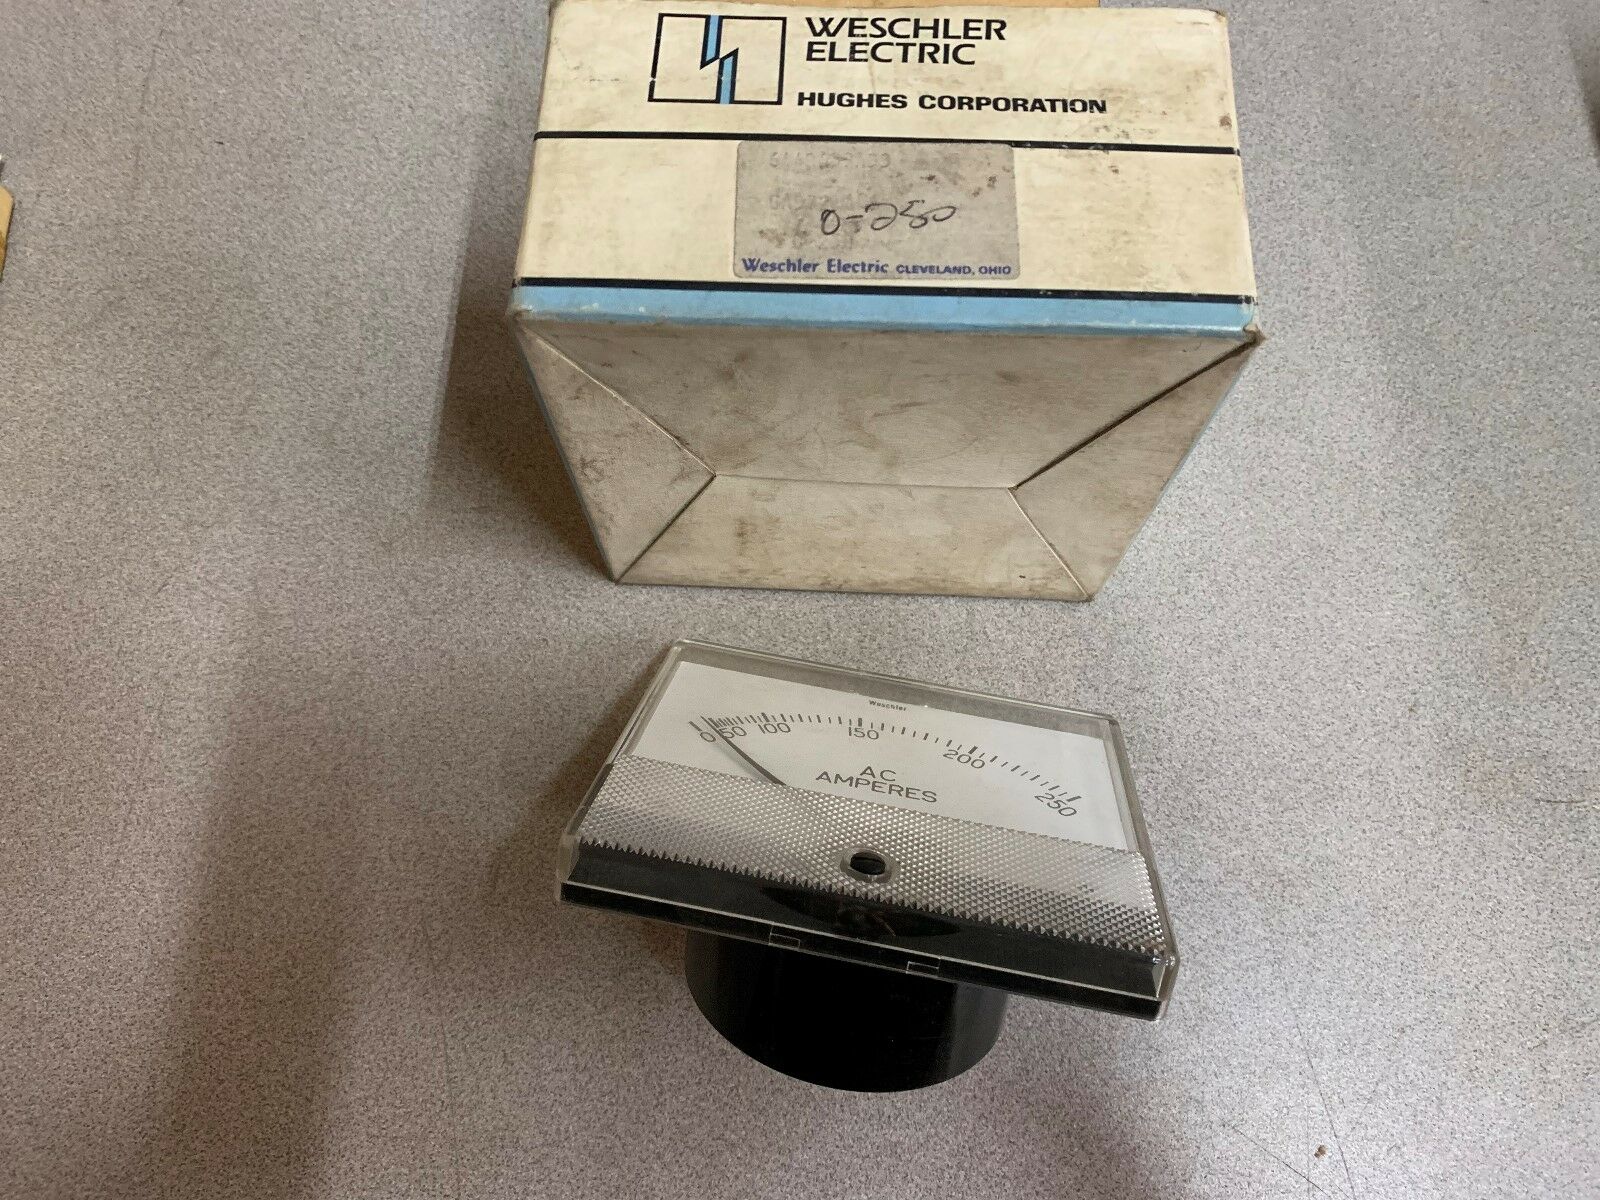 WESCHLER
ELECTRIC
HUGHES CORPORATION
0-250
Weschler Electric CLEVELAND, OHIO
Weschler
0 50 100 150 200 250
AC
AMPERES